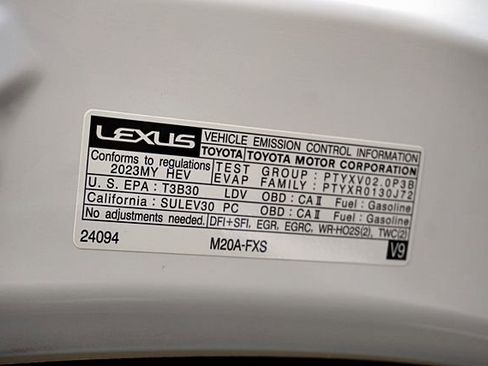 LEXUS VEHICLE EMISSION CONTROL INFORMATION
TOYOTA TOYOTA MOTOR CORPORATION
Conforms to regulations TEST GROUP : PTYXV02.0P3B
2023MY HEV EVAP FAMILY : PTYXR0130J72
U. S. EPA : T3B30 LDV OBD : CA II Fuel : Gasoline
California : SULEV30 PC OBD : CA II Fuel : Gasoline
No adjustments needed. DFI+SFI, EGR, EGRC, WR-HO2S(2), TWC(2)
24094 M20A-FXS V9